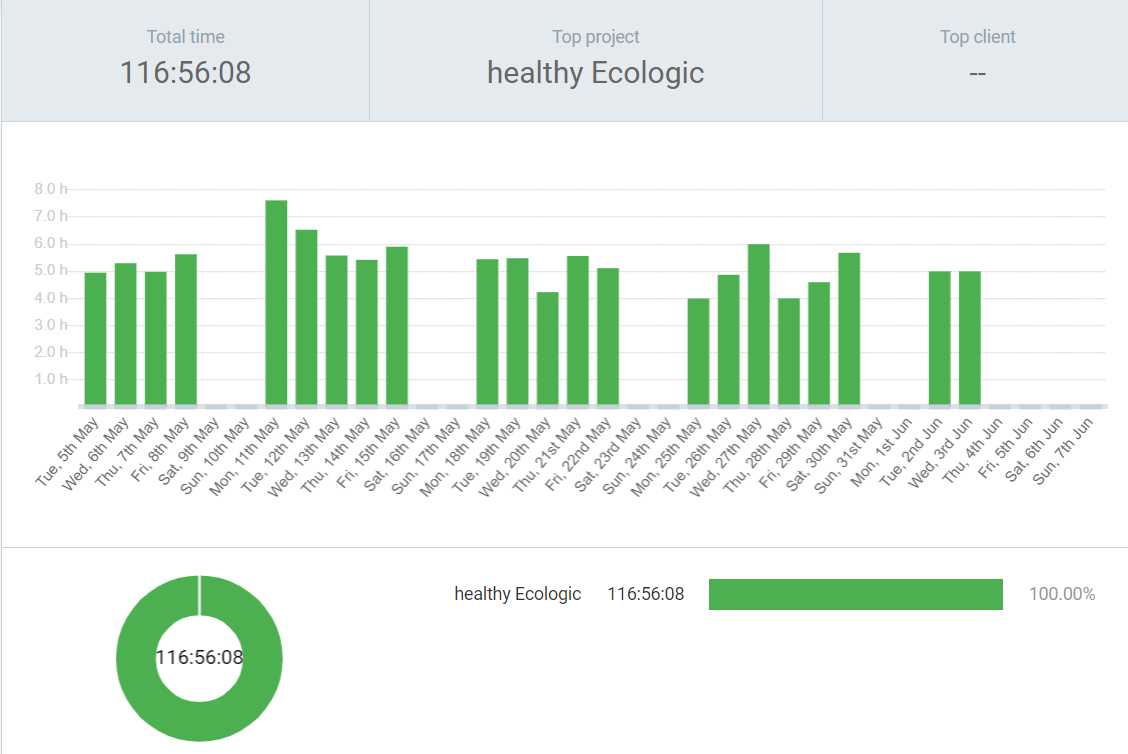 Total time
Top project
Top client
116:56:08
healthy Ecologic
--
8.0 h
7.0 h
6.0 h
5.0 h
4.0 h
3.0 h
2.0 h
1.0 h
Tue, 5th May
Wed, 6th May
Thu, 7th May
Fri, 8th May
Sat, 9th May
Sun, 10th May
Mon, 11th May
Tue, 12th May
Wed, 13th May
Thu, 14th May
Fri, 15th May
Sat, 16th May
Sun, 17th May
Mon, 18th May
Tue, 19th May
Wed, 20th May
Thu, 21st May
Fri, 22nd May
Sat, 23rd May
Sun, 24th May
Mon, 25th May
Tue, 26th May
Wed, 27th May
Thu, 28th May
Fri, 29th May
Sat, 30th May
Sun, 31st May
Mon, 1st Jun
Tue, 2nd Jun
Wed, 3rd Jun
Thu, 4th Jun
Fri, 5th Jun
Sat, 6th Jun
Sun, 7th Jun
healthy Ecologic 116:56:08 100.00%
116:56:08